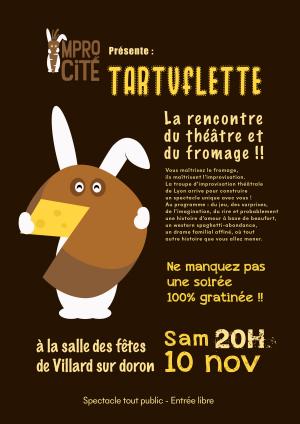 IMPRO
CITÉ
Présente :
TARTUFLETTE
La rencontre
du théâtre et
du fromage !!
Vous maîtrisez le fromage,
ils maîtrisent l'improvisation.
La troupe d'improvisation théâtrale
de Lyon arrive pour construire
un spectacle unique avec vous !
Au programme : du jeu, des surprises,
de l'imagination, du rire et probablement
une histoire d'amour à base de beaufort,
un western spaghetti-abondance,
un drame familial affiné, où tout
autre histoire que vous allez mener.
Ne manquez pas
une soirée
100% gratinée !!
à la salle des fêtes
de Villard sur doron
Sam 20H
10 nov
Spectacle tout public - Entrée libre